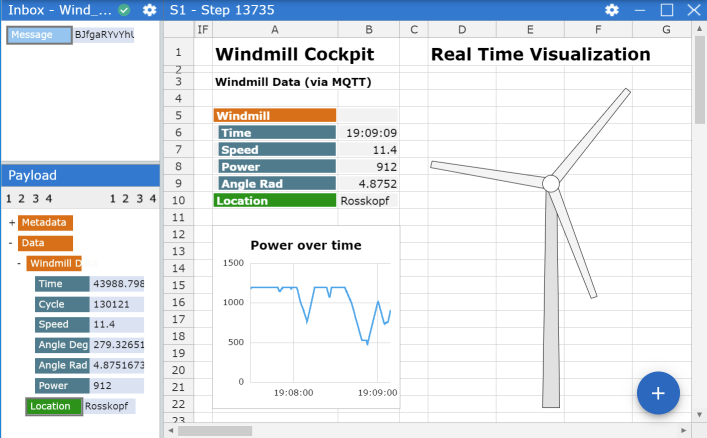 Inbox - Wind_...
S1 - Step 13735
Message BJfgaRYvYhU
Payload
1 2 3 4 1 2 3 4
+ Metadata
- Data
- Windmill D
Time 43988.798
Cycle 130121
Speed 11.4
Angle Deg 279.32651
Angle Rad 4.8751673
Power 912
Location Rosskopf
IF A B C D E F G
1 Windmill Cockpit Real Time Visualization
2
3 Windmill Data (via MQTT)
4
5 Windmill
6 Time 19:09:09
7 Speed 11.4
8 Power 912
9 Angle Rad 4.8752
10 Location Rosskopf
11
12
13
14
15
16
17
18
19
20
21
22
23
Power over time
1500
1000
500
0
19:08:00 19:09:00
+